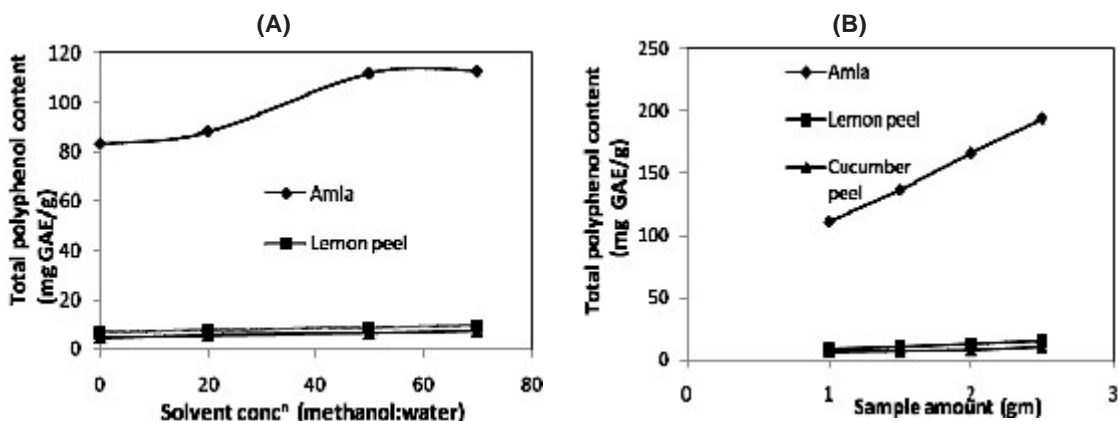 (A)
Total polyphenol content
(mg GAE/g)
120
100
80
60
40
20
0
0
20
40
60
80
Solvent concⁿ (methanol:water)
Amla
Lemon peel
(B)
Total polyphenol content
(mg GAE/g)
250
200
150
100
50
0
0
1
2
3
Sample amount (gm)
Amla
Lemon peel
Cucumber
peel